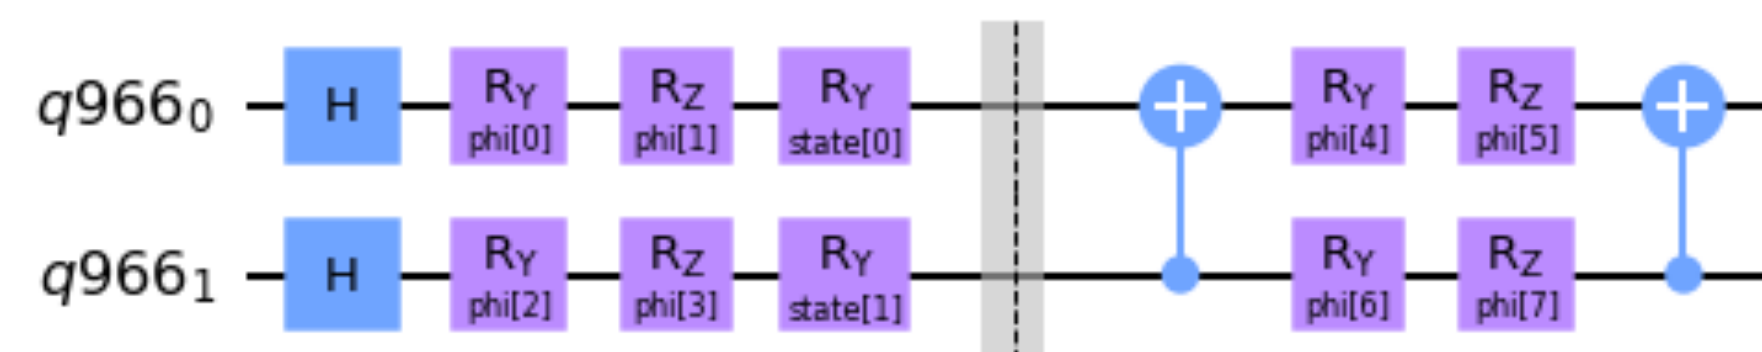 q966₀ H R_Y phi[0] R_Z phi[1] R_Y state[0] R_Y phi[4] R_Z phi[5]
q966₁ H R_Y phi[2] R_Z phi[3] R_Y state[1] R_Y phi[6] R_Z phi[7]